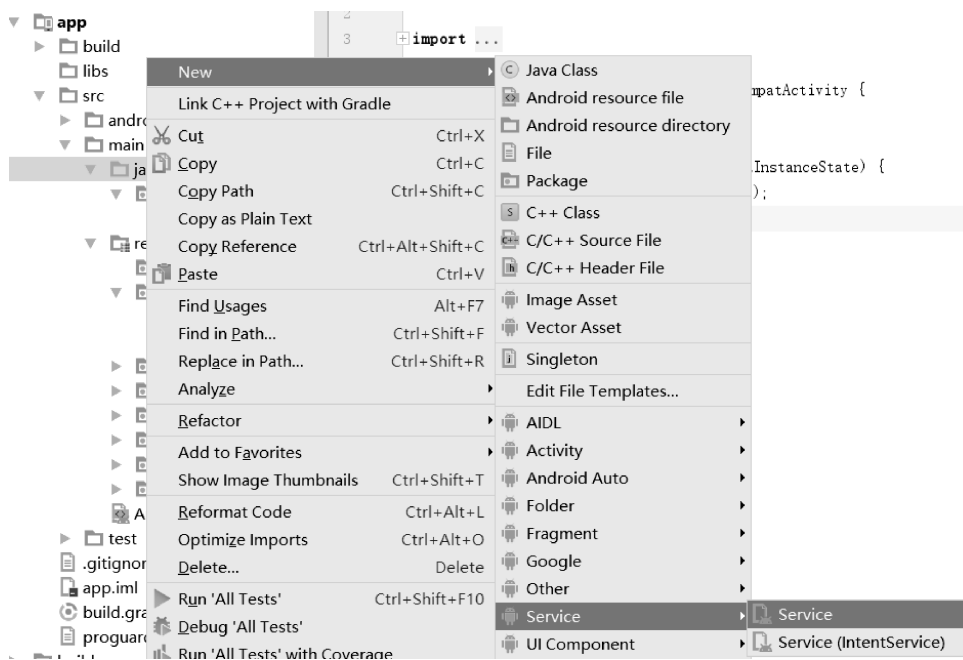 app
build
libs
src
andro
main
ja
re
A
test
.gitignor
app.iml
build.gra
proguard
2
3
import ...
mpatActivity {
.InstanceState) {
);
New
Link C++ Project with Gradle
Cut Ctrl+X
Copy Ctrl+C
Copy Path Ctrl+Shift+C
Copy as Plain Text
Copy Reference Ctrl+Alt+Shift+C
Paste Ctrl+V
Find Usages Alt+F7
Find in Path... Ctrl+Shift+F
Replace in Path... Ctrl+Shift+R
Analyze
Refactor
Add to Favorites
Show Image Thumbnails Ctrl+Shift+T
Reformat Code Ctrl+Alt+L
Optimize Imports Ctrl+Alt+O
Delete... Delete
Run 'All Tests' Ctrl+Shift+F10
Debug 'All Tests'
Run 'All Tests' with Coverage
Java Class
Android resource file
Android resource directory
File
Package
C++ Class
C/C++ Source File
C/C++ Header File
Image Asset
Vector Asset
Singleton
Edit File Templates...
AIDL
Activity
Android Auto
Folder
Fragment
Google
Other
Service
UI Component
Service
Service (IntentService)